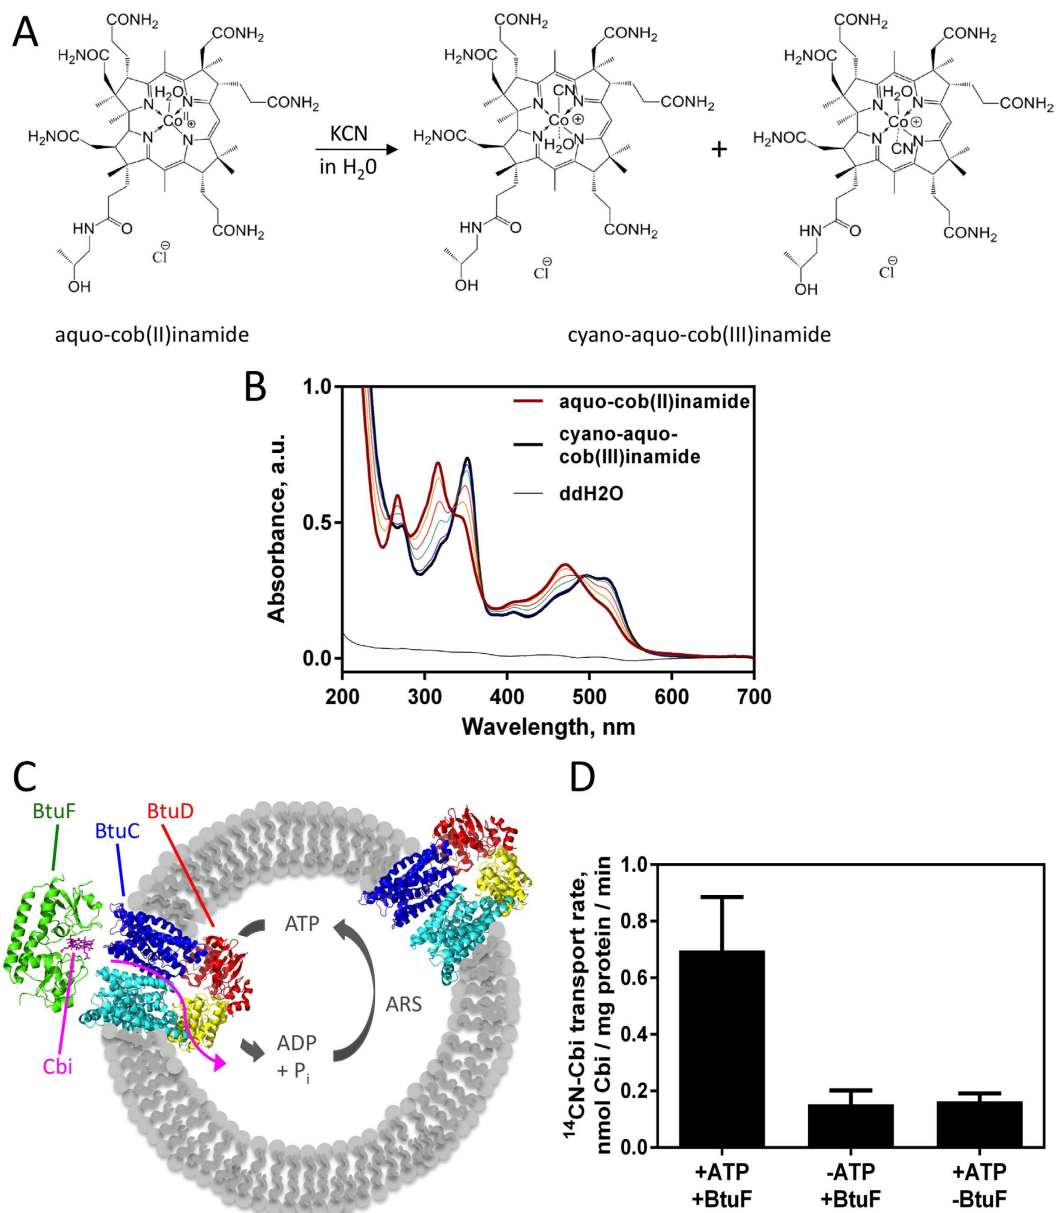 A
CONH₂
CONH₂
H₂NOC
H₂O
N
N
CONH₂
Co
II
⊕
H₂NOC
N
N
HN
O
CONH₂
Cl⊖
OH
KCN
in H₂0
CONH₂
CONH₂
H₂NOC
CN
N
N
CONH₂
Co ⊕
H₂NOC
N
N
H₂O
HN
O
CONH₂
Cl⊖
OH
+
CONH₂
CONH₂
H₂NOC
H₂O
N
N
CONH₂
Co ⊕
H₂NOC
N
N
CN
HN
O
CONH₂
Cl⊖
OH
aquo-cob(II)inamide
cyano-aquo-cob(III)inamide
B
Absorbance, a.u.
1.0
0.5
0.0
aquo-cob(II)inamide
cyano-aquo-
cob(III)inamide
ddH2O
200 300 400 500 600 700
Wavelength, nm
C
BtuF
BtuC
BtuD
Cbi
ATP
ARS
ADP
+ Pᵢ
D
¹⁴CN-Cbi transport rate,
nmol Cbi / mg protein / min
1.0
0.8
0.6
0.4
0.2
0.0
+ATP -ATP +ATP
+BtuF +BtuF -BtuF